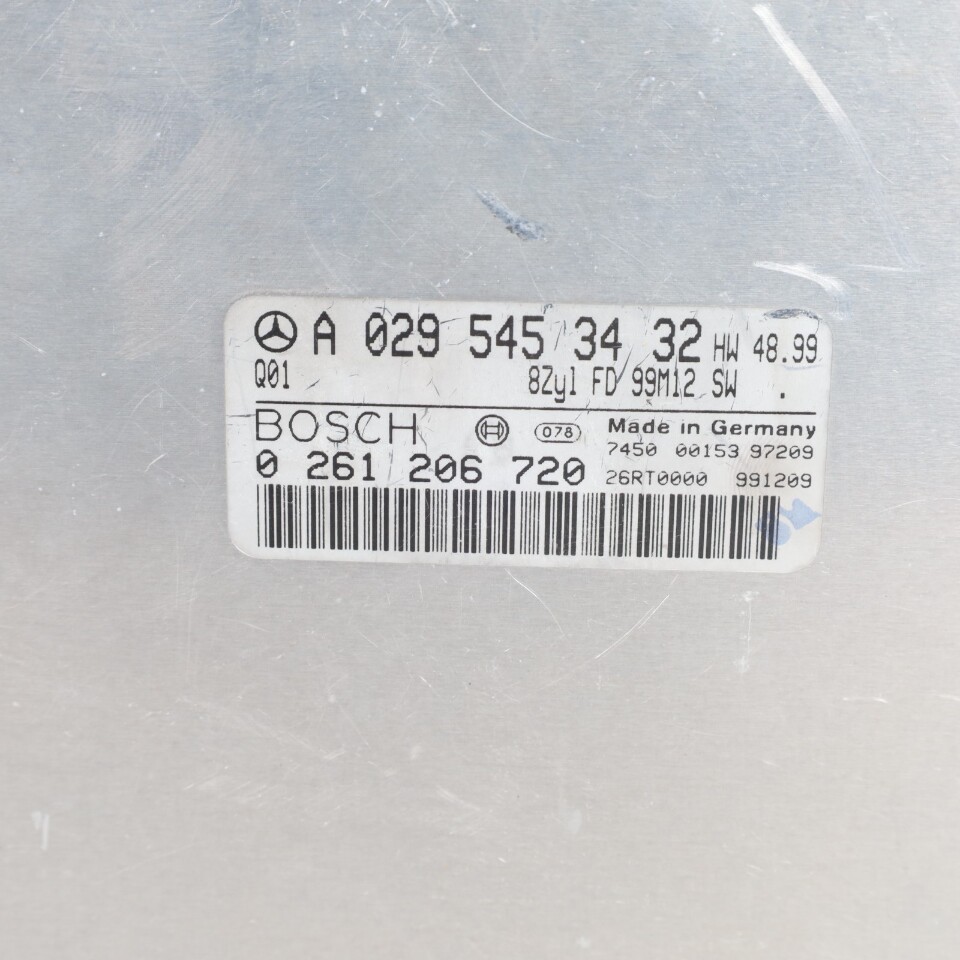 A 029 545 34 32 HW 48.99
Q01 8Zyl FD 99M12 SW .
BOSCH 078 Made in Germany
7450 00153 97209
0 261 206 720 26RT0000 991209